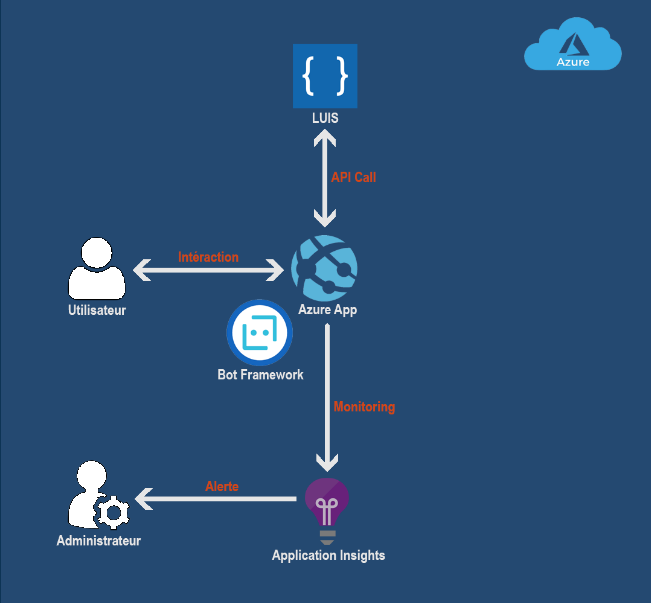 Azure
LUIS
API Call
Intéraction
Utilisateur
Azure App
Bot Framework
Monitoring
Alerte
Administrateur
Application Insights